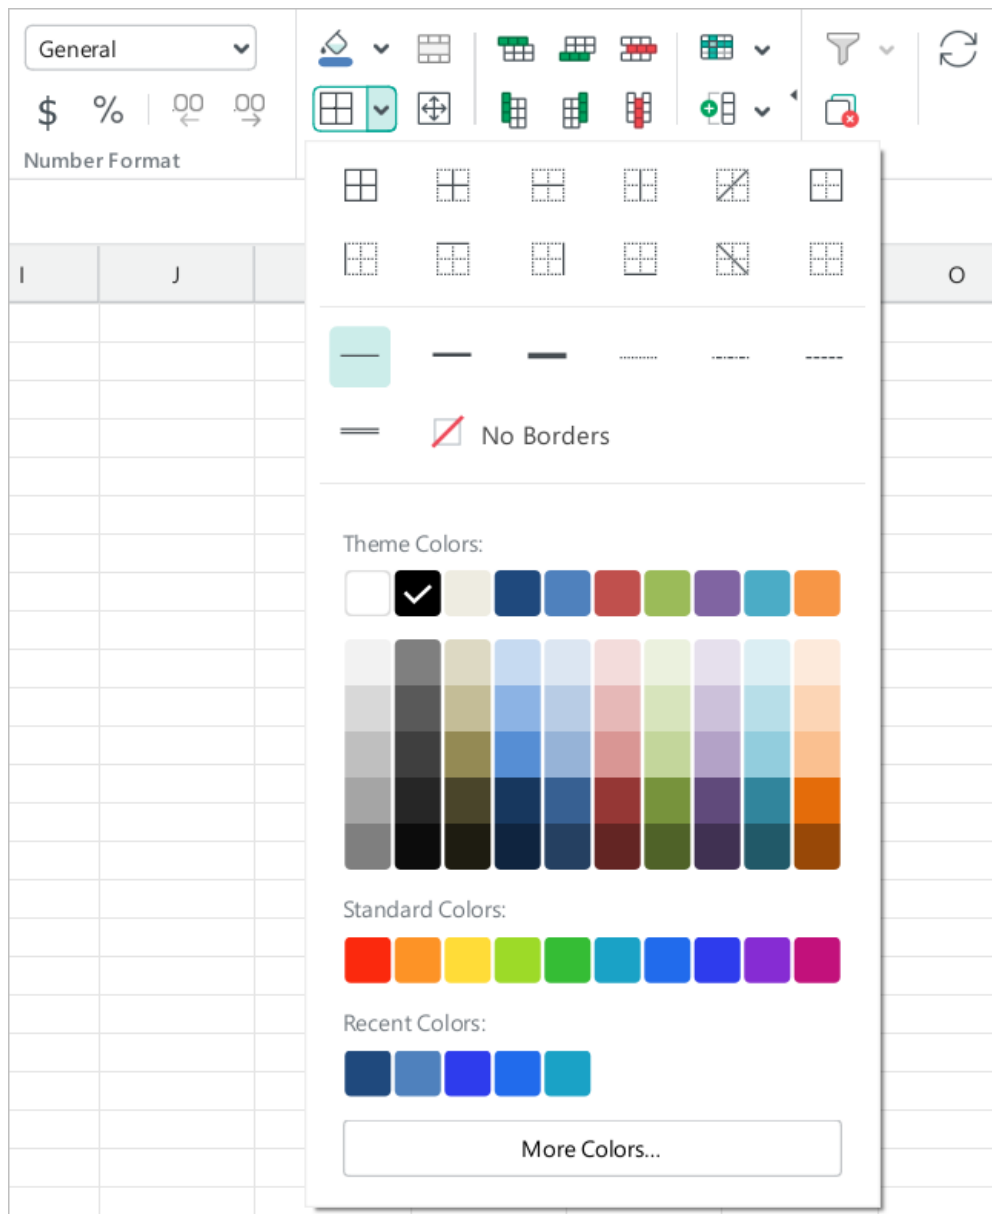 General
$ %
.00 .00
Number Format
I J O
No Borders
Theme Colors:
Standard Colors:
Recent Colors:
More Colors...